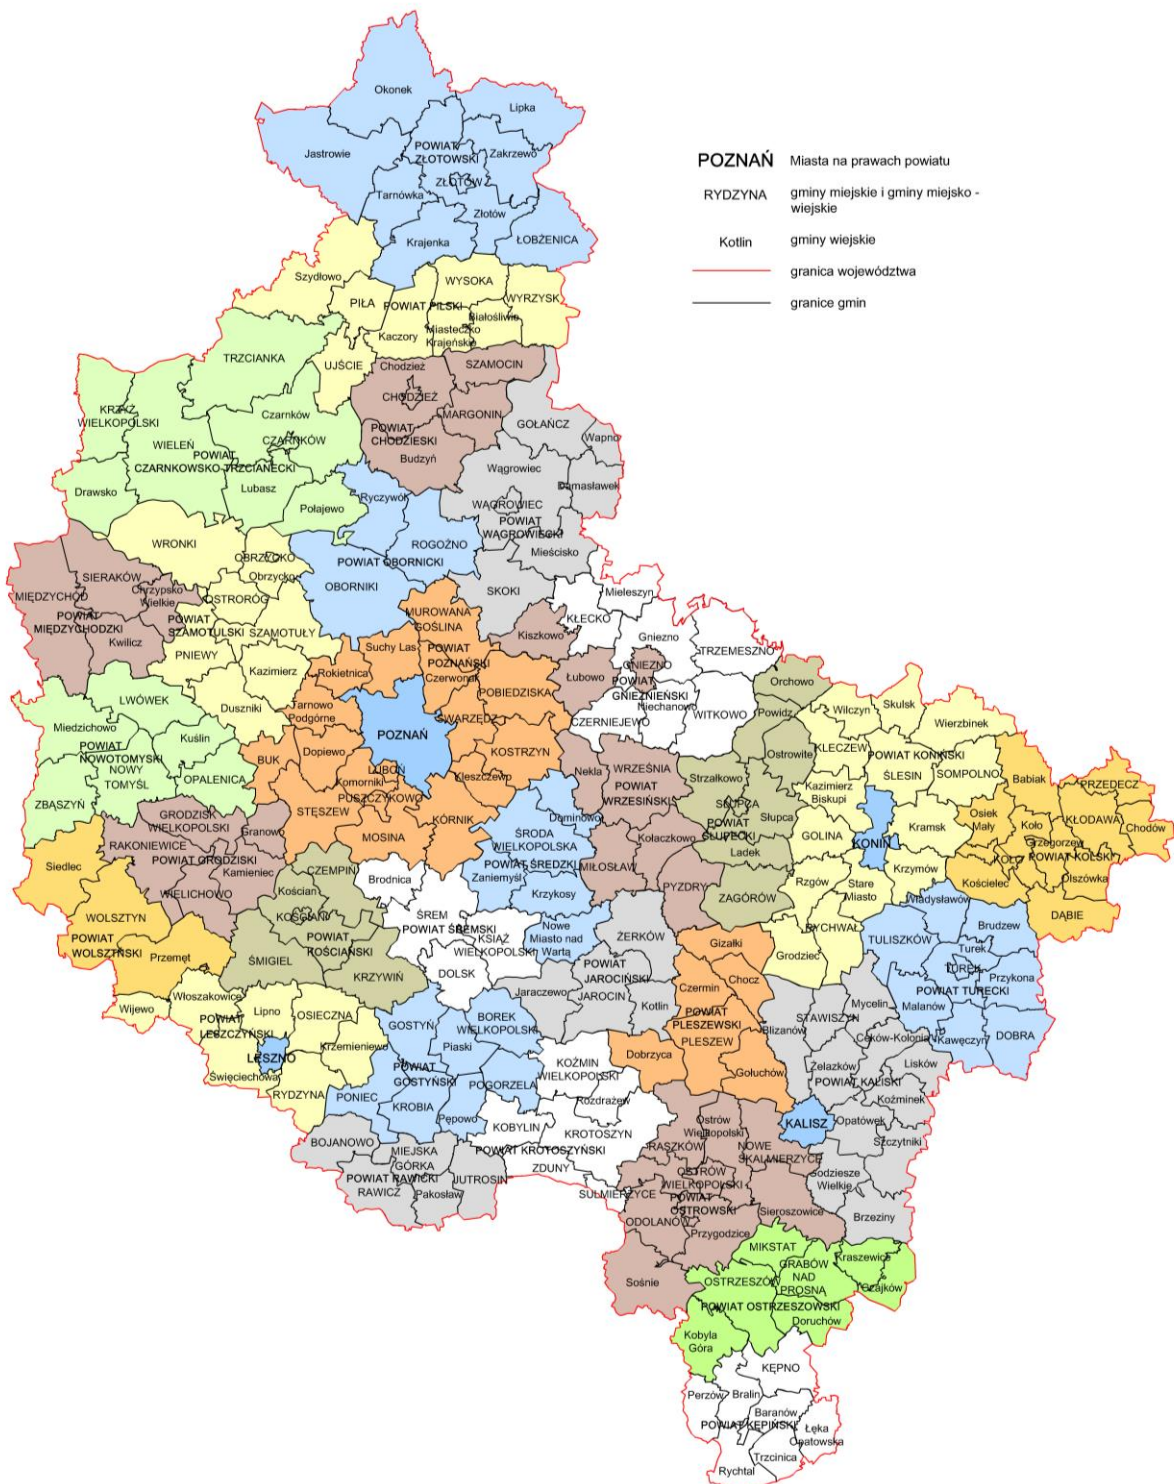 Okonek
Lipka
Jastrowie
POWIAT
ZŁOTOWSKI
Zakrzewo
ZŁOTÓW
Tarnówka
Złotów
Krajenka
ŁOBŻENICA
POZNAŃ Miasta na prawach powiatu
RYDZYNA gminy miejskie i gminy miejsko -
wiejskie
Kotlin gminy wiejskie
granica województwa
granice gmin
Szydłowo
WYSOKA
PIŁA
POWIAT PILSKI
WYRZYSK
Białośliwie
Miasteczko
Krajeńskie
Kaczory
UJŚCIE
TRZCIANKA
Chodzież
SZAMOCIN
CHODZIEŻ
MARGONIN
POWIAT
CHODZIESKI
Budzyń
KRZYŻ
WIELKOPOLSKI
Czarnków
CZARNKÓW
WIELEŃ
POWIAT
CZARNKOWSKO-TRZCIANECKI
Drawsko
Lubasz
Połajewo
GOŁAŃCZ
Wapno
Wągrowiec
Damasławek
WĄGROWIEC
POWIAT
WĄGROWIECKI
Mieścisko
SKOKI
Ryczywół
ROGOŹNO
POWIAT OBORNICKI
OBORNIKI
WRONKI
OBRZYCKO
Obrzycko
OSTRORÓG
POWIAT
SZAMOTULSKI
SZAMOTUŁY
PNIEWY
Kazimierz
Duszniki
SIERAKÓW
MIĘDZYCHÓD
Chrzypsko
Wielkie
POWIAT
MIĘDZYCHODZKI
Kwilicz
MUROWANA
GOŚLINA
Suchy Las
POWIAT
POZNAŃSKI
Rokietnica
Czerwonak
POBIEDZISKA
Tarnowo
Podgórne
SWARZĘDZ
POZNAŃ
KOSTRZYN
Dopiewo
BUK
LUBOŃ
Komorniki
Kleszczewo
PUSZCZYKOWO
STĘSZEW
MOSINA
KÓRNIK
Mieleszyn
KŁECKO
Kiszkowo
Gniezno
TRZEMESZNO
GNIEZNO
Łubowo
POWIAT
GNIEŹNIEŃSKI
Niechanowo
CZERNIEJEWO
WITKOWO
LWÓWEK
Miedzichowo
Kuślin
POWIAT
NOWOTOMYSKI
NOWY
TOMYŚL
OPALENICA
ZBĄSZYŃ
GRODZISK
WIELKOPOLSKI
Granowo
RAKONIEWICE
POWIAT GRODZISKI
Kamieniec
WIELICHOWO
Siedlec
WOLSZTYN
POWIAT
WOLSZTYŃSKI
Przemęt
CZEMPIŃ
Kościan
KOŚCIAN
POWIAT
KOŚCIAŃSKI
ŚMIGIEL
KRZYWIŃ
Brodnica
ŚREM
POWIAT ŚREMSKI
KSIĄŻ
WIELKOPOLSKI
DOLSK
Dominowo
ŚRODA
WIELKOPOLSKA
POWIAT ŚREDZKI
Zaniemyśl
Krzykosy
Nowe
Miasto nad
Wartą
Nekla
WRZEŚNIA
POWIAT
WRZESIŃSKI
Kołaczkowo
MIŁOSŁAW
PYZDRY
Orchowo
Powidz
Ostrowite
Strzałkowo
SŁUPCA
Słupca
POWIAT
SŁUPECKI
Lądek
ZAGÓRÓW
Skulsk
Wilczyn
Wierzbinek
KLECZEW
POWIAT KONIŃSKI
ŚLESIN
SOMPOLNO
Kazimierz
Biskupi
GOLINA
Kramsk
KONIN
Krzymów
Rzgów
Stare
Miasto
RYCHWAŁ
Grodziec
Babiak
PRZEDECZ
Osiek
Mały
KŁODAWA
Koło
Chodów
Grzegorzew
KOŁO
POWIAT KOLSKI
Kościelec
Olszówka
DĄBIE
Władysławów
Brudzew
TULISZKÓW
Turek
TUREK
Przykona
POWIAT TURECKI
Malanów
Kawęczyn
DOBRA
Włoszakowice
Wijewo
Lipno
OSIECZNA
POWIAT
LESZCZYŃSKI
Krzemieniewo
LESZNO
Święciechowa
RYDZYNA
GOSTYŃ
BOREK
WIELKOPOLSKI
Piaski
POWIAT
GOSTYŃSKI
PONIEC
POGORZELA
KROBIA
Pępowo
ŻERKÓW
POWIAT
JAROCIŃSKI
Jaraczewo
JAROCIN
Kotlin
Gizałki
Czermin
Chocz
POWIAT
PLESZEWSKI
PLESZEW
Dobrzyca
Gołuchów
KOŹMIN
WIELKOPOLSKI
Rozdrażew
KOBYLIN
KROTOSZYN
POWIAT KROTOSZYŃSKI
ZDUNY
SULMIERZYCE
BOJANOWO
MIEJSKA
GÓRKA
POWIAT RAWICKI
RAWICZ
Pakosław
JUTROSIN
Mycelin
STAWISZYN
Blizanów
Ceków-Kolonia
Żelazków
Lisków
POWIAT KALISKI
Koźminek
KALISZ
Opatówek
Szczytniki
Godziesze
Wielkie
Brzeziny
Ostrów
Wielkopolski
RASZKÓW
NOWE
SKALMIERZYCE
OSTRÓW
WIELKOPOLSKI
POWIAT
OSTROWSKI
ODOLANÓW
Sieroszowice
Przygodzice
Sośnie
MIKSTAT
Kraszewice
GRABÓW
NAD
PROSNĄ
Czajków
OSTRZESZÓW
POWIAT OSTRZESZOWSKI
Doruchów
Kobyla
Góra
KĘPNO
Perzów
Bralin
Baranów
POWIAT KĘPIŃSKI
Łęka
Opatowska
Trzcinica
Rychtal